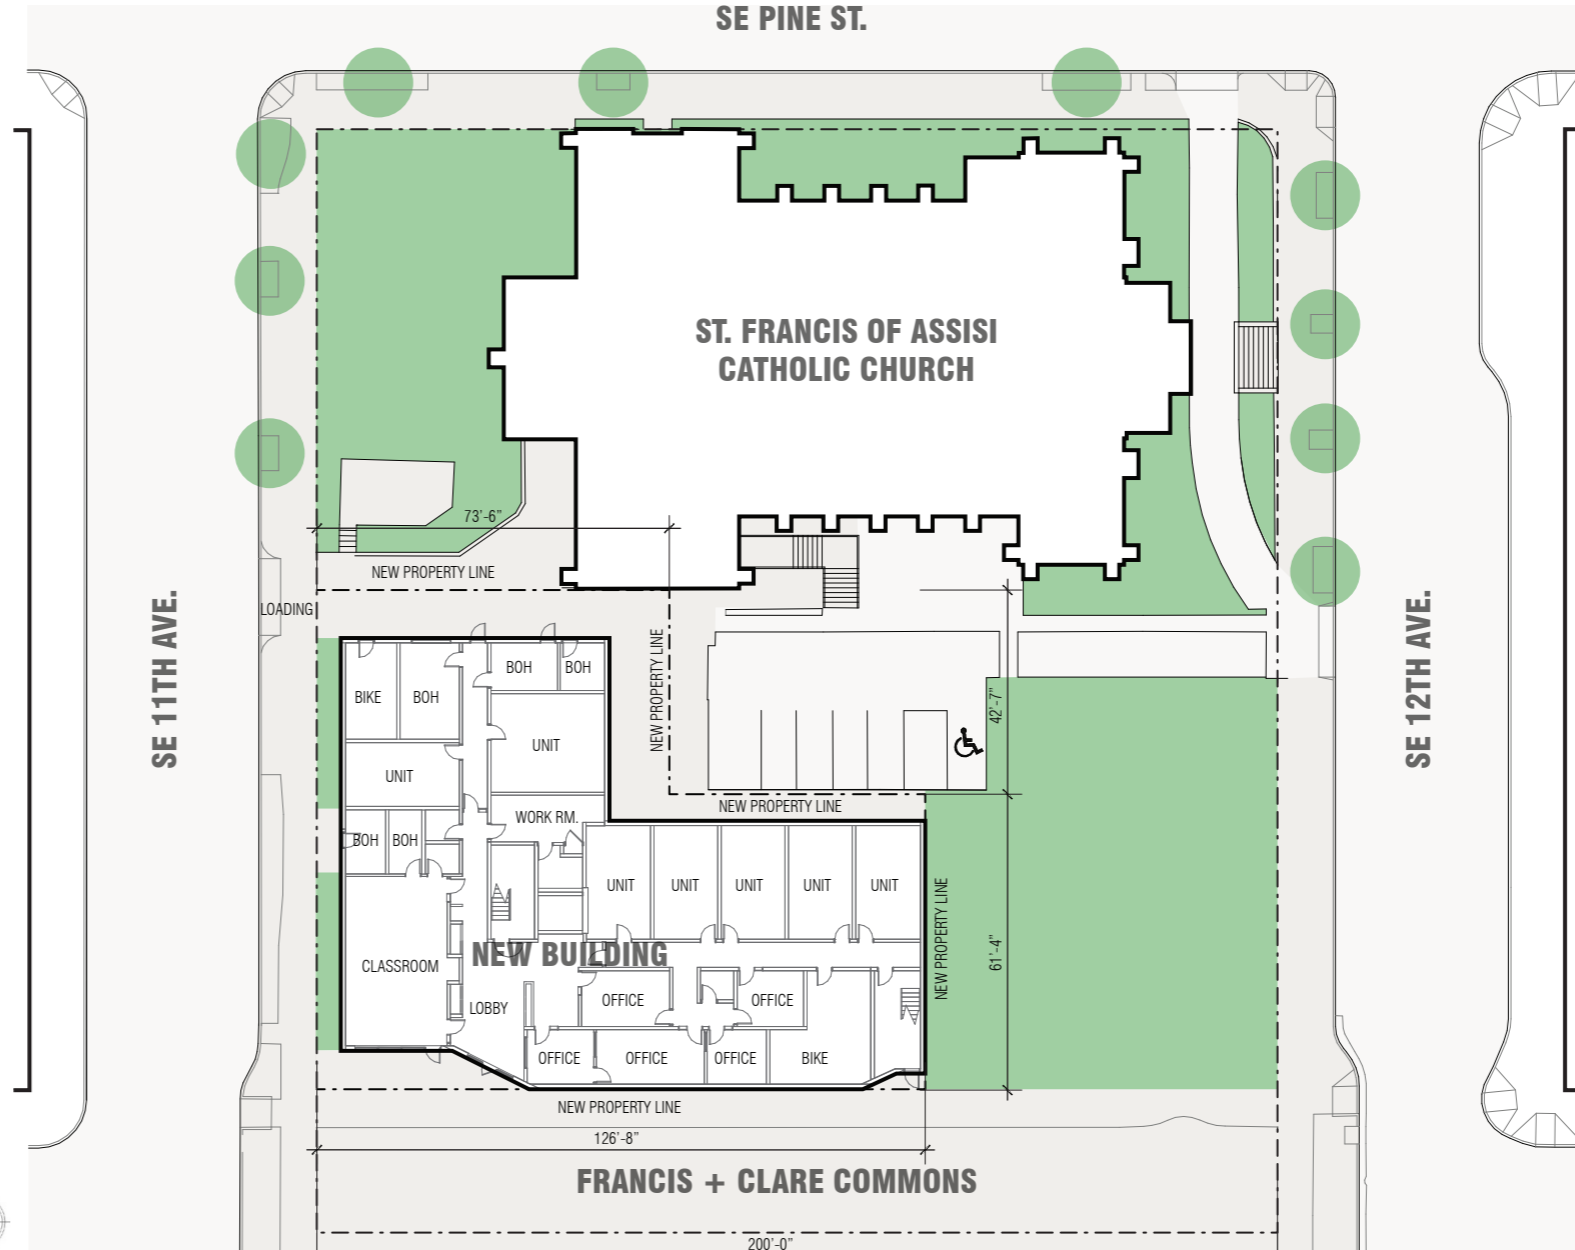 SE PINE ST.
ST. FRANCIS OF ASSISI
CATHOLIC CHURCH
73'-6"
NEW PROPERTY LINE
LOADING
SE 11TH AVE.
SE 12TH AVE.
NEW PROPERTY LINE
42'-7"
BIKE
BOH
BOH
BOH
UNIT
UNIT
NEW PROPERTY LINE
WORK RM.
BOH
BOH
UNIT
UNIT
UNIT
UNIT
UNIT
NEW PROPERTY LINE
61'-4"
NEW BUILDING
CLASSROOM
LOBBY
OFFICE
OFFICE
OFFICE
OFFICE
OFFICE
BIKE
NEW PROPERTY LINE
126'-8"
FRANCIS + CLARE COMMONS
200'-0"